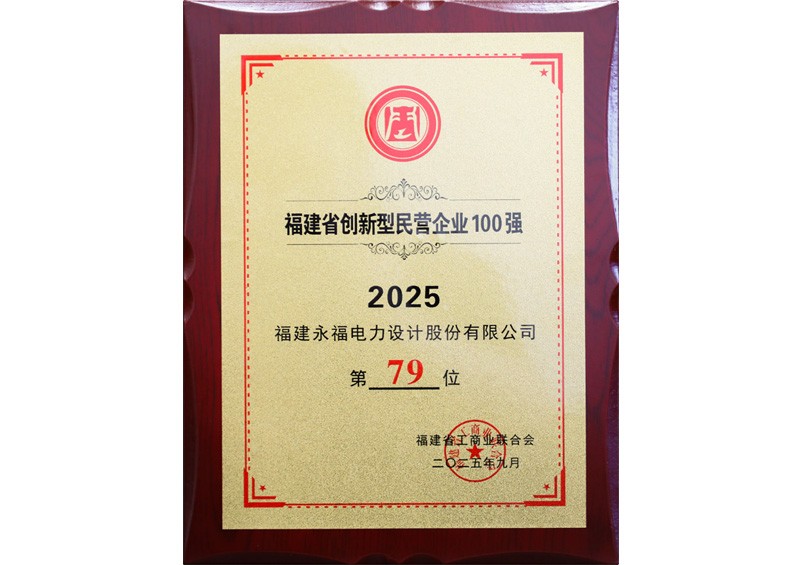 福建省创新型民营企业100强
2025
福建永福电力设计股份有限公司
第 79 位
福建省工商业联合会
二〇二五年九月